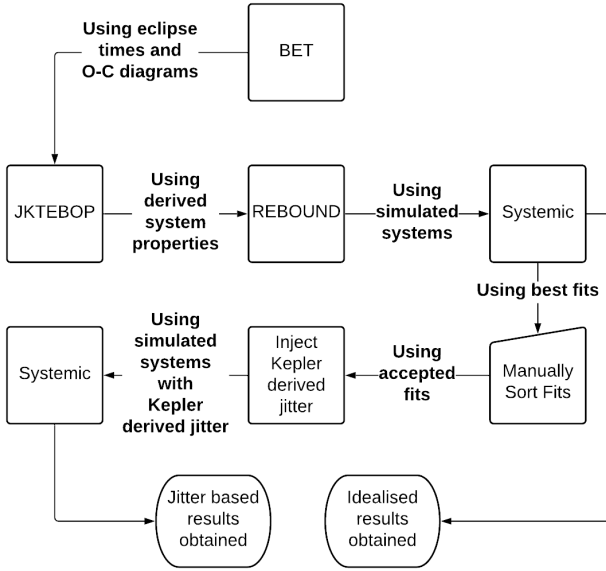 Using eclipse
times and
O-C diagrams
BET
JKTEBOP
Using
derived
system
properties
REBOUND
Using
simulated
systems
Systemic
Using best fits
Manually
Sort Fits
Using
accepted
fits
Inject
Kepler
derived
jitter
Using
simulated
systems
with
Kepler
derived jitter
Systemic
Jitter based
results
obtained
Idealised
results
obtained